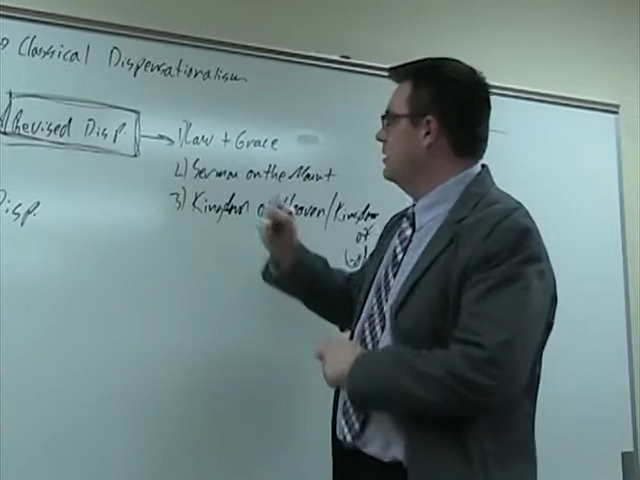 Classical Dispensationalism
Revised Disp → 1) Law + Grace
2) Sermon on the Mount
3) Kingdom of Heaven/Kingdom
Disp.
of